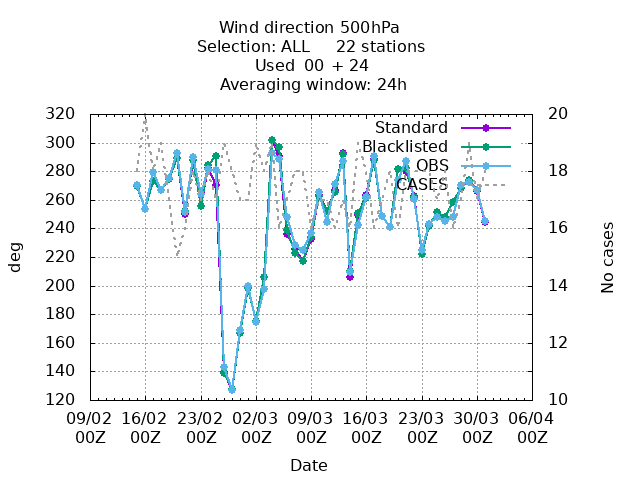 Wind direction 500hPa
Selection: ALL 22 stations
Used 00 + 24
Averaging window: 24h
320
300
280
260
240
220
200
180
160
140
120
20
18
16
14
12
10
Standard
Blacklisted
OBS
CASES
deg
No cases
09/02 16/02 23/02 02/03 09/03 16/03 23/03 30/03 06/04
00Z 00Z 00Z 00Z 00Z 00Z 00Z 00Z 00Z
Date